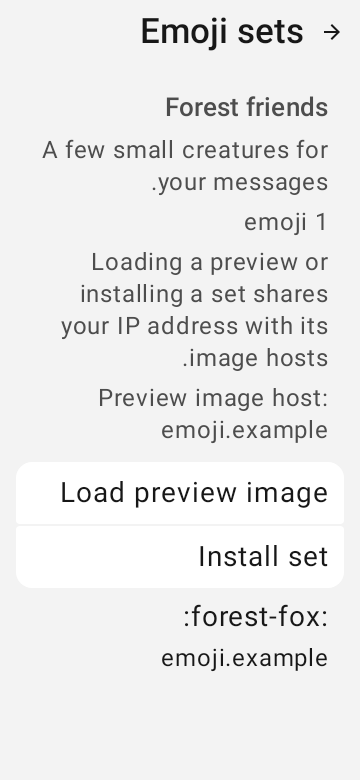 Emoji sets
Forest friends
A few small creatures for
.your messages
emoji 1
Loading a preview or
installing a set shares
your IP address with its
.image hosts
Preview image host:
emoji.example
Load preview image
Install set
:forest-fox:
emoji.example